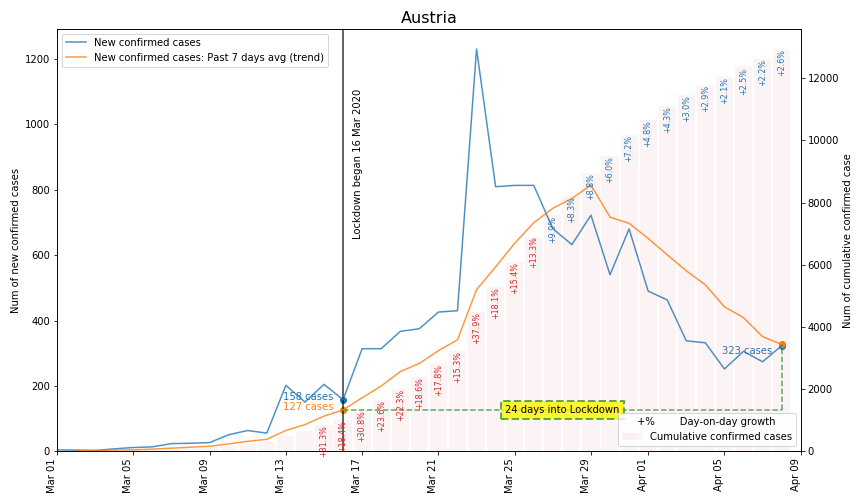 Austria
New confirmed cases
New confirmed cases: Past 7 days avg (trend)
Lockdown began 16 Mar 2020
Num of new confirmed cases
Num of cumulative confirmed case
1200
1000
800
600
400
200
0
12000
10000
8000
6000
4000
2000
0
158 cases
127 cases
323 cases
24 days into Lockdown
+31.3%
+18.4%
+30.8%
+23.6%
+22.3%
+18.6%
+17.8%
+15.3%
+37.9%
+18.1%
+15.4%
+13.3%
+9.9%
+8.3%
+8.8%
+6.0%
+7.2%
+4.8%
+4.3%
+3.0%
+2.9%
+2.1%
+2.5%
+2.2%
+2.6%
+% Day-on-day growth
Cumulative confirmed cases
Mar 01
Mar 05
Mar 09
Mar 13
Mar 17
Mar 21
Mar 25
Mar 29
Apr 01
Apr 05
Apr 09